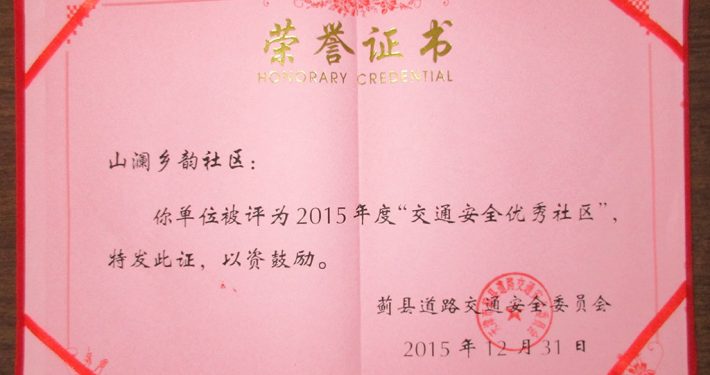 荣誉证书
HONORARY CREDENTIAL
山澜乡韵社区：
你单位被评为2015年度“交通安全优秀社区”，
特发此证，以资鼓励。
蓟县道路交通安全委员会
2015年12月31日